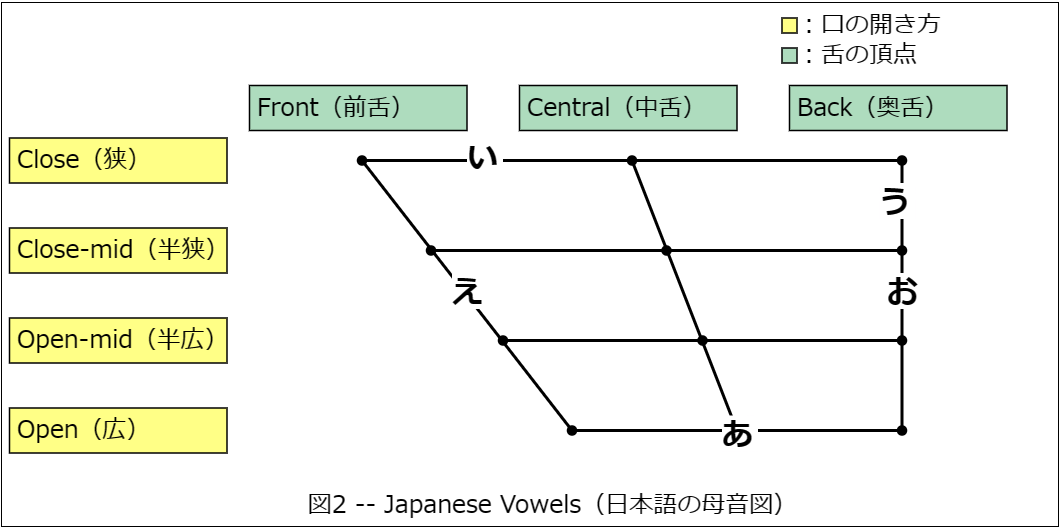 : 口の開き方
: 舌の頂点
Front（前舌）
Central（中舌）
Back（奥舌）
Close（狭）
い
う
Close-mid（半狭）
え
お
Open-mid（半広）
Open（広）
あ
図2 -- Japanese Vowels（日本語の母音図）